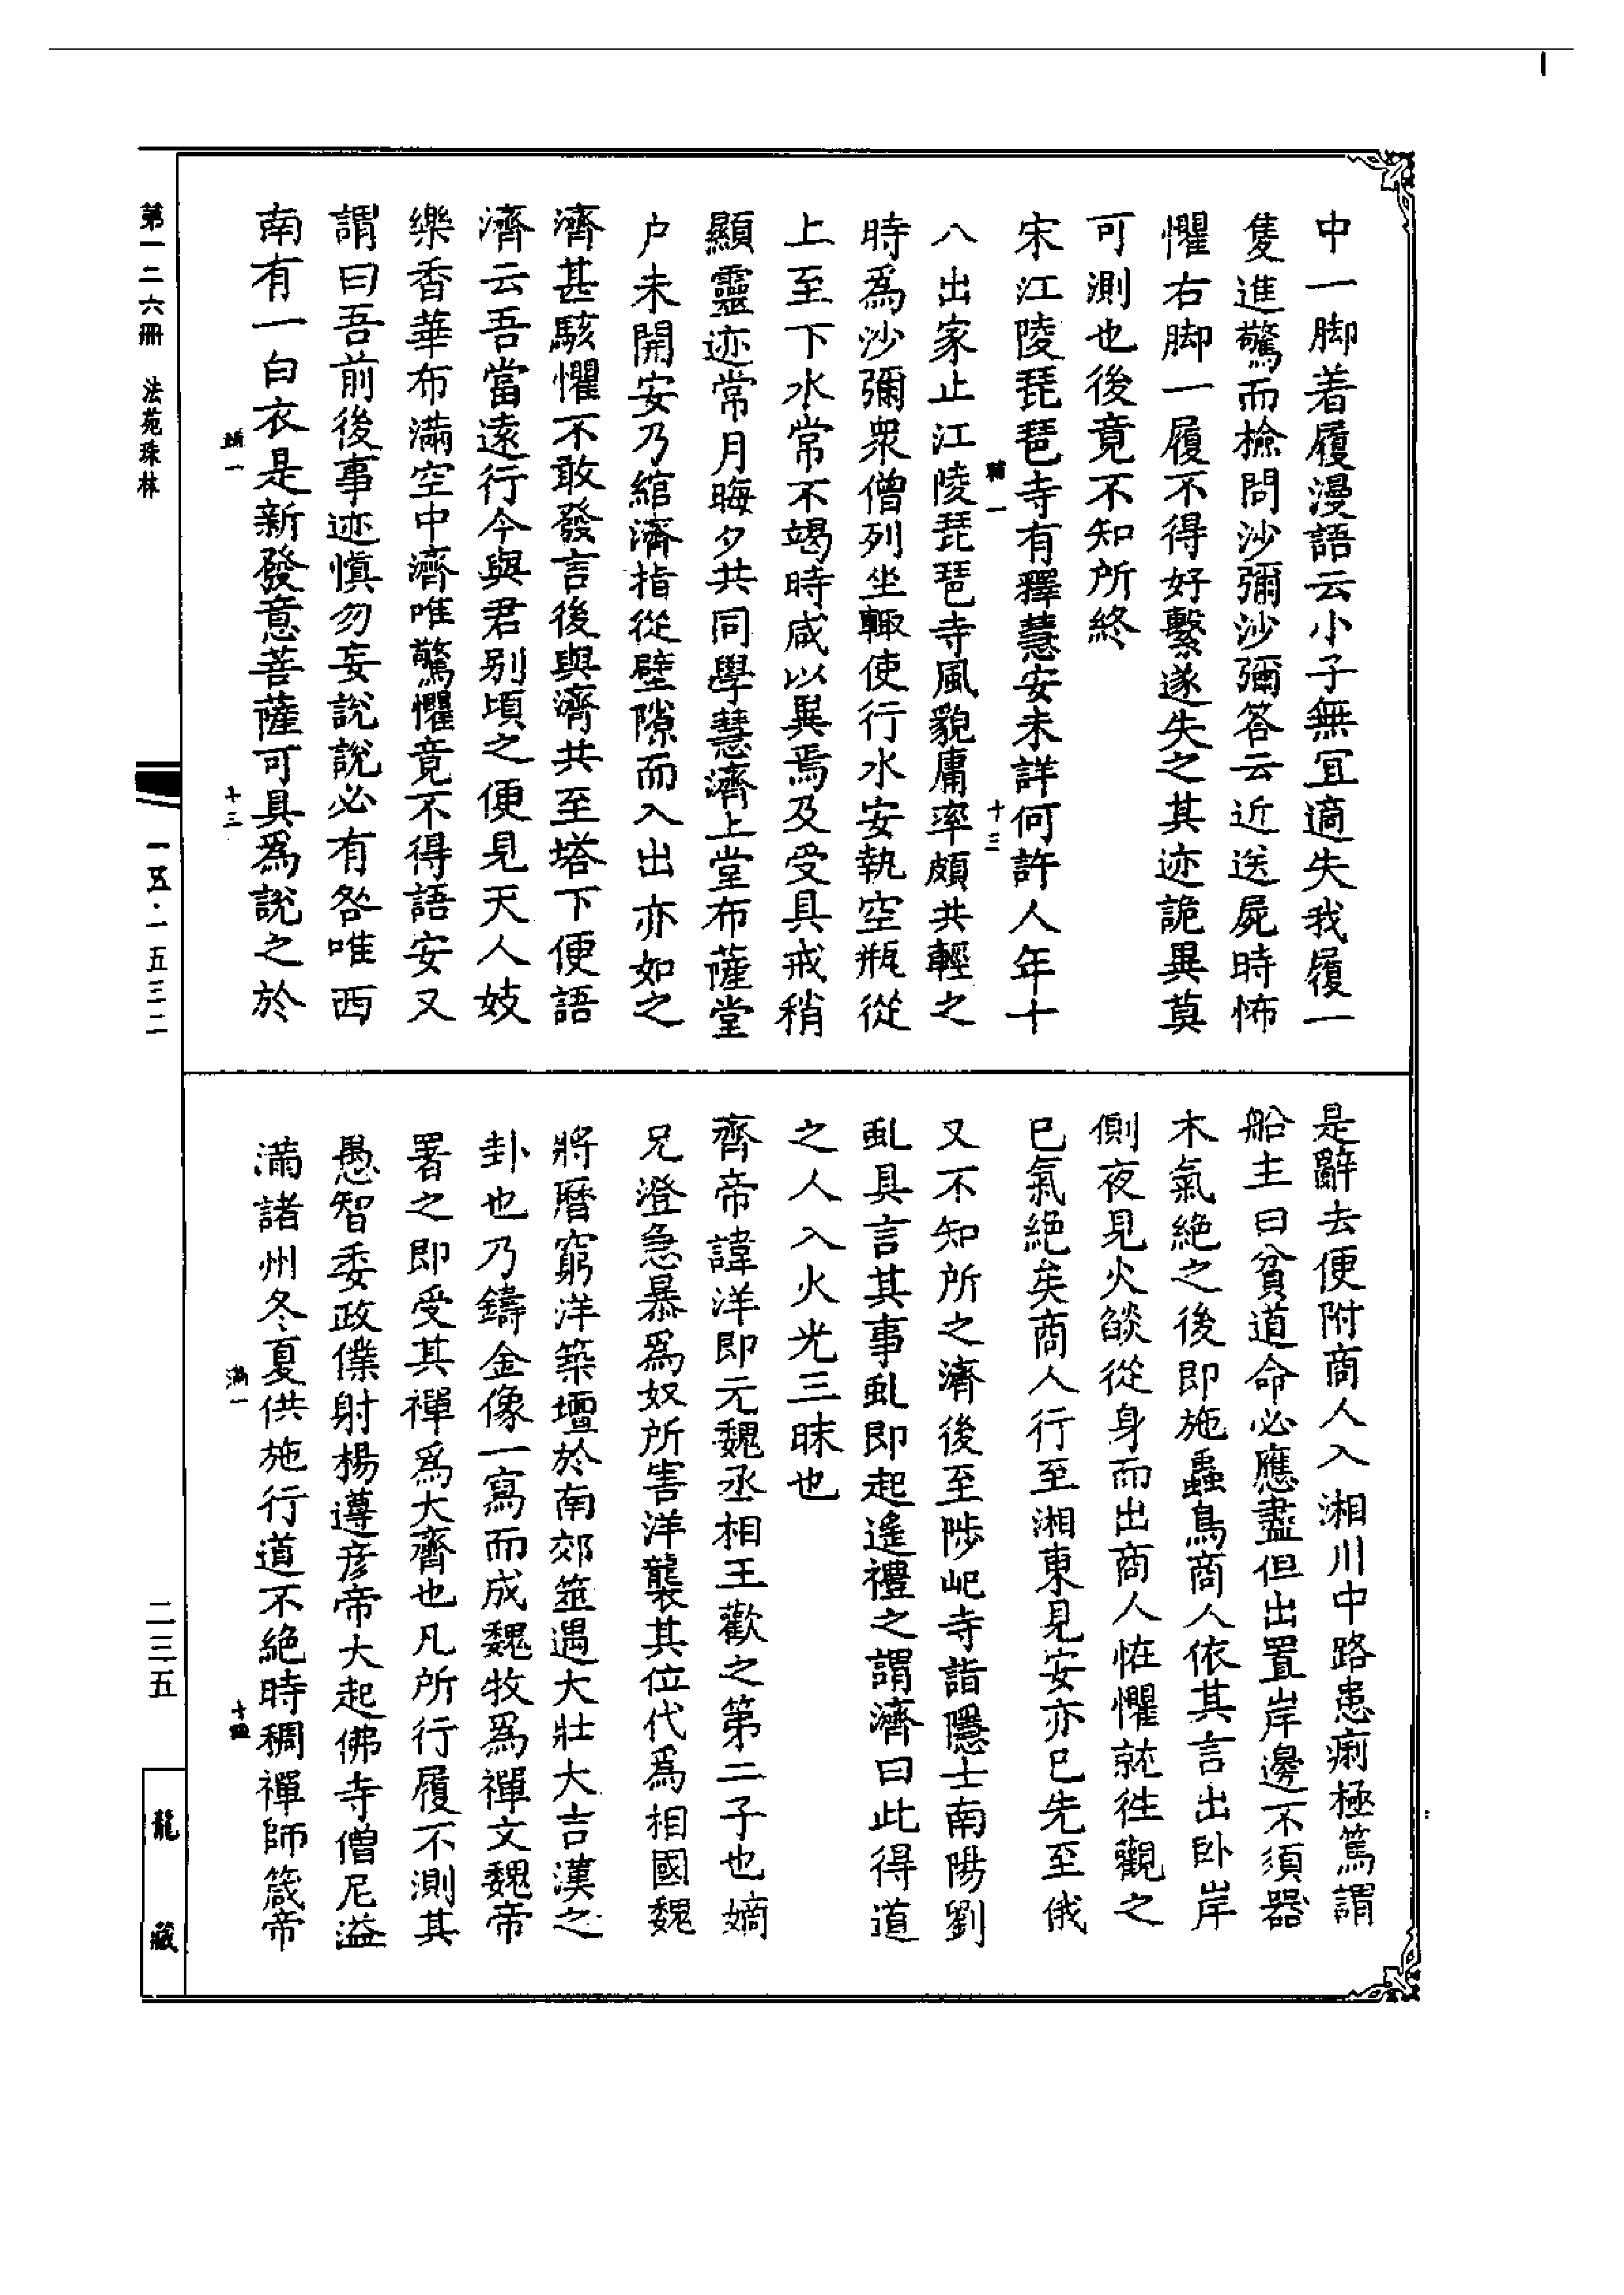 中一脚着履漫語云小子無冝適失我履一
隻進驚而檢問沙彌沙彌答云近送屍時怖
懼右脚一履不得好繫遂失之其迹詭異莫
可測也後竟不知所終
宋江陵琵琶寺有釋慧安未詳何許人年十
八出家止江陵琵琶寺風貌庸率頗共輕之
時爲沙彌衆僧列坐輙使行水安執空瓶從
上至下水常不竭時咸以異焉及受具戒稍
顯靈迹常月晦夕共同學慧濟上堂布薩堂
户未開安乃綰濟指從壁隙而入出亦如之
濟甚駭懼不敢發言後與濟共至塔下便語
濟云吾當遠行今與君别頃之便見天人妓
樂香華布滿空中濟唯驚懼竟不得語安又
謂曰吾前後事迹慎勿妄説説必有咎唯西
南有一白衣是新發意菩薩可具爲説之於
是辭去便附商人入湘川中路患痢極篤謂
船主曰貧道命必應盡但出置岸邊不須器
木氣絶之後即施蟲鳥商人依其言出卧岸
側夜見火燄從身而出商人恠懼就徃觀之
已氣絶矣商人行至湘東見安亦已先至俄
又不知所之濟後至陟岯寺詣隱士南陽劉
虬具言其事虬即起遥禮之謂濟曰此得道
之人入火光三昧也
齊帝諱洋即元魏丞相王歡之第二子也嫡
兄澄急暴爲奴所害洋襲其位代爲相國魏
將曆窮洋築壇於南郊筮遇大壯大吉漢之
卦也乃鑄金像一寫而成魏牧爲禪文魏帝
署之即受其禪爲大齊也凡所行履不測其
愚智委政僕射楊遵彦帝大起佛寺僧尼溢
滿諸州冬夏供施行道不絶時稠禪師箴帝
第一二六冊 法苑珠林
一五·一五三二
二三五
龍藏
輔一 十三
十三
滿一 十四